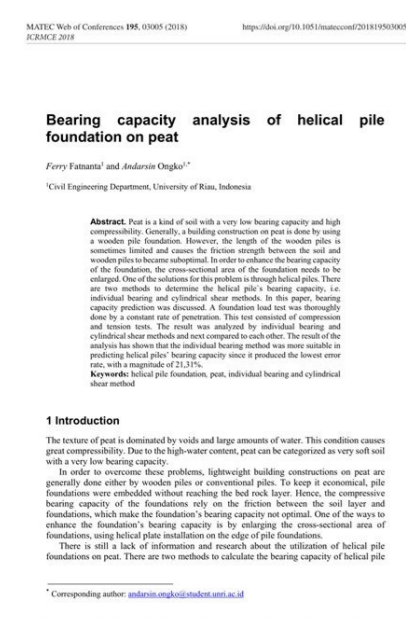 MATEC Web of Conferences 195, 03005 (2018)
https://doi.org/10.1051/matecconf/201819503005
ICRMCE 2018
Bearing capacity analysis of helical pile
foundation on peat
Ferry Fatnanta¹ and Andarsin Ongko¹,*
¹Civil Engineering Department, University of Riau, Indonesia
Abstract. Peat is a kind of soil with a very low bearing capacity and high
compressibility. Generally, a building construction on peat is done by using
a wooden pile foundation. However, the length of the wooden piles is
sometimes limited and causes the friction strength between the soil and
wooden piles to became suboptimal. In order to enhance the bearing capacity
of the foundation, the cross-sectional area of the foundation needs to be
enlarged. One of the solutions for this problem is through helical piles. There
are two methods to determine the helical pile`s bearing capacity, i.e.
individual bearing and cylindrical shear methods. In this paper, bearing
capacity prediction was discussed. A foundation load test was thoroughly
done by a constant rate of penetration. This test consisted of compression
and tension tests. The result was analyzed by individual bearing and
cylindrical shear methods and next compared to each other. The result of the
analysis has shown that the individual bearing method was more suitable in
predicting helical piles' bearing capacity since it produced the lowest error
rate, with a magnitude of 21,31%.
Keywords: helical pile foundation, peat, individual bearing and cylindrical
shear method
1 Introduction
The texture of peat is dominated by voids and large amounts of water. This condition causes
great compressibility. Due to the high-water content, peat can be categorized as very soft soil
with a very low bearing capacity.
In order to overcome these problems, lightweight building constructions on peat are
generally done either by wooden piles or conventional piles. To keep it economical, pile
foundations were embedded without reaching the bed rock layer. Hence, the compressive
bearing capacity of the foundations rely on the friction between the soil layer and
foundations, which make the foundation's bearing capacity not optimal. One of the ways to
enhance the foundation's bearing capacity is by enlarging the cross-sectional area of
foundations, using helical plate installation on the edge of pile foundations.
There is still a lack of information and research about the utilization of helical pile
foundations on peat. There are two methods to calculate the bearing capacity of helical pile
* Corresponding author: andarsin.ongko@student.unri.ac.id